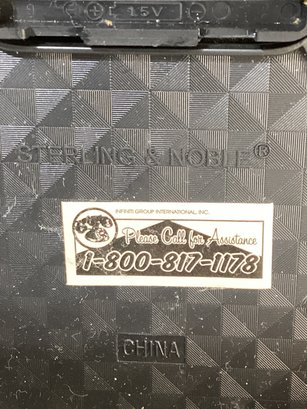 1.5V
STERLING & NOBLE®
INFINITI GROUP INTERNATIONAL, INC.
Please Call for Assistance
1-800-817-1178
CHINA